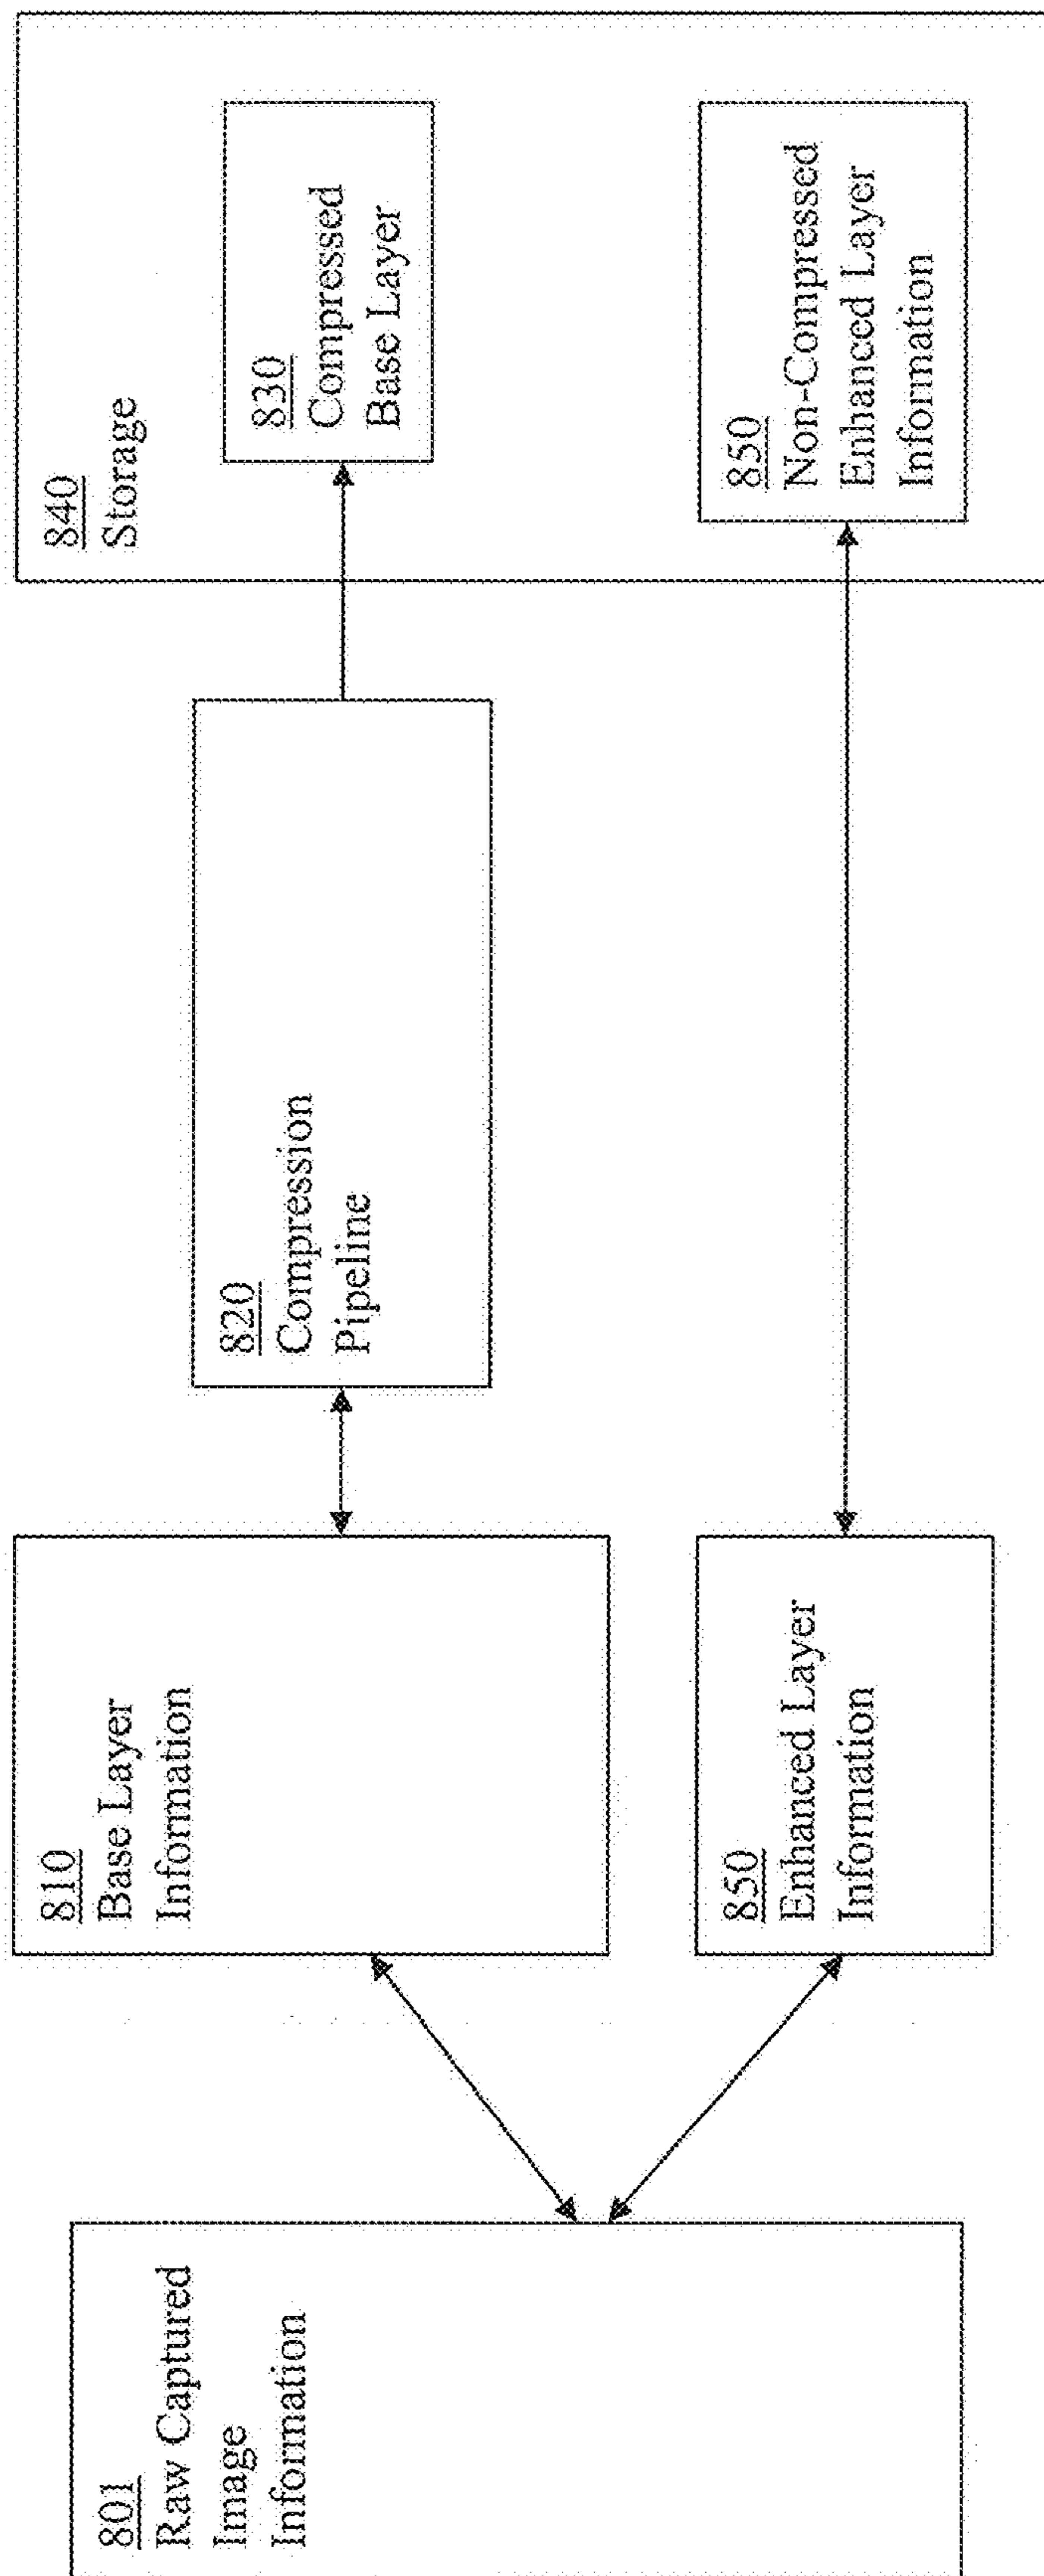 801
Raw Captured
Image
Information
810
Base Layer
Information
850
Enhanced Layer
Information
820
Compression
Pipeline
840
Storage
830
Compressed
Base Layer
850
Non-Compressed
Enhanced Layer
Information